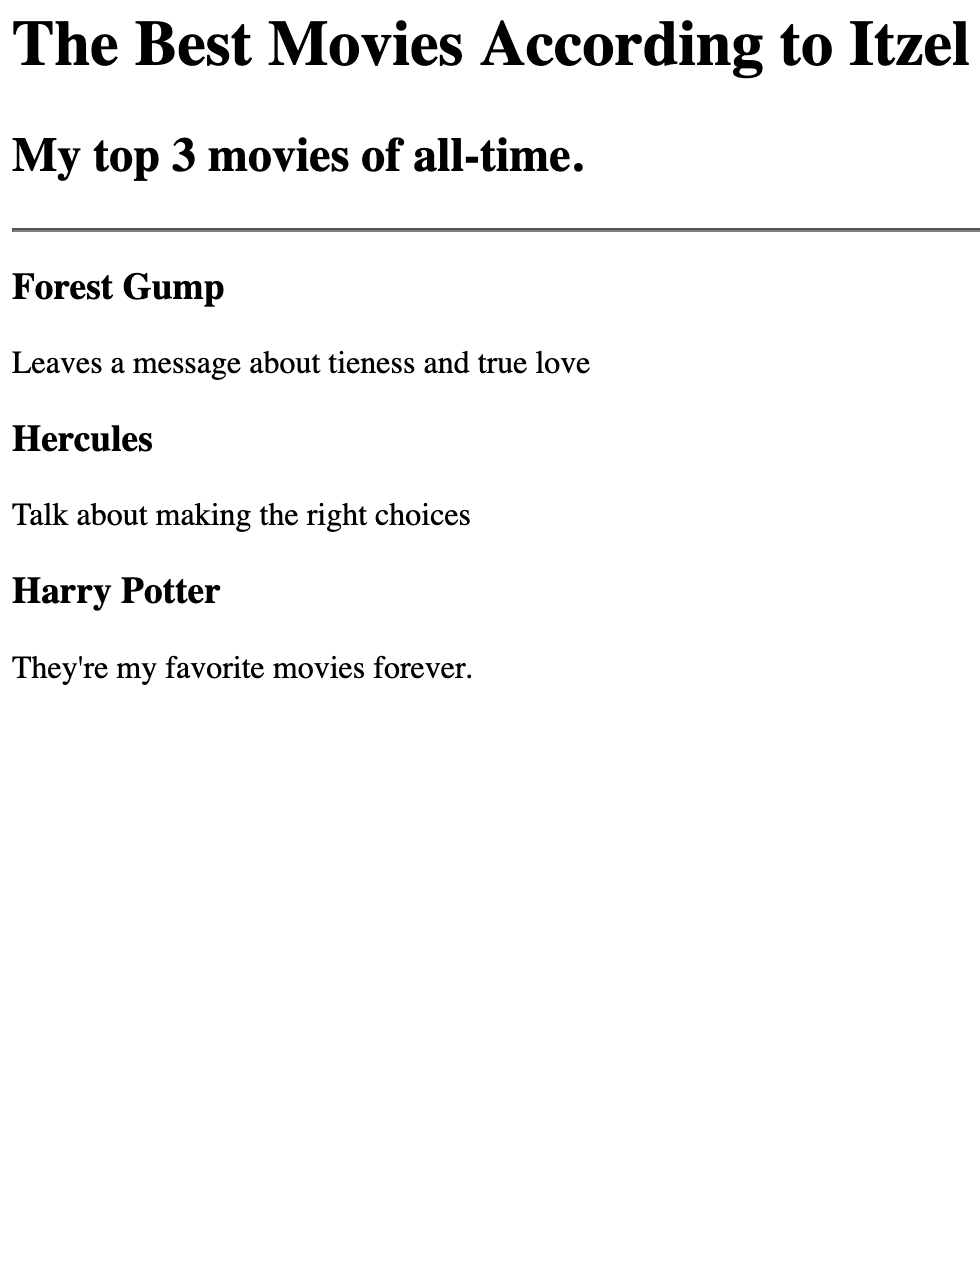 The Best Movies According to Itzel
My top 3 movies of all-time.
Forest Gump
Leaves a message about tieness and true love
Hercules
Talk about making the right choices
Harry Potter
They're my favorite movies forever.